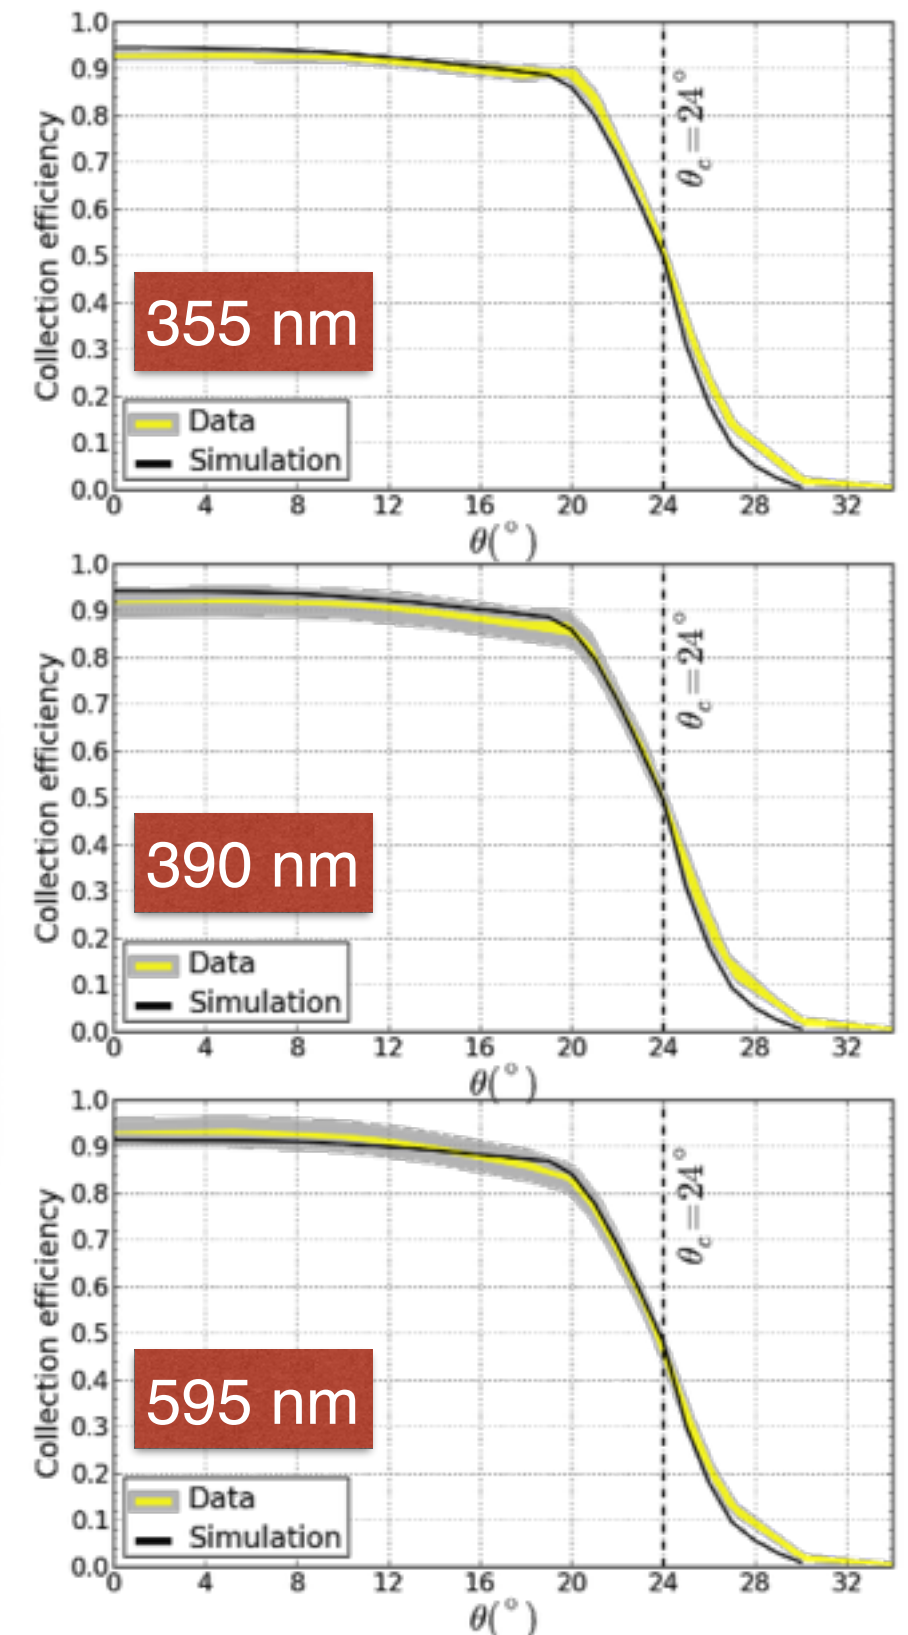 1.0
0.9
0.8
0.7
0.6
0.5
0.4
0.3
0.2
0.1
0.0
Collection efficiency
θc = 24°
355 nm
Data
Simulation
0 4 8 12 16 20 24 28 32
θ(°)
1.0
0.9
0.8
0.7
0.6
0.5
0.4
0.3
0.2
0.1
0.0
Collection efficiency
θc = 24°
390 nm
Data
Simulation
0 4 8 12 16 20 24 28 32
θ(°)
1.0
0.9
0.8
0.7
0.6
0.5
0.4
0.3
0.2
0.1
0.0
Collection efficiency
θc = 24°
595 nm
Data
Simulation
0 4 8 12 16 20 24 28 32
θ(°)